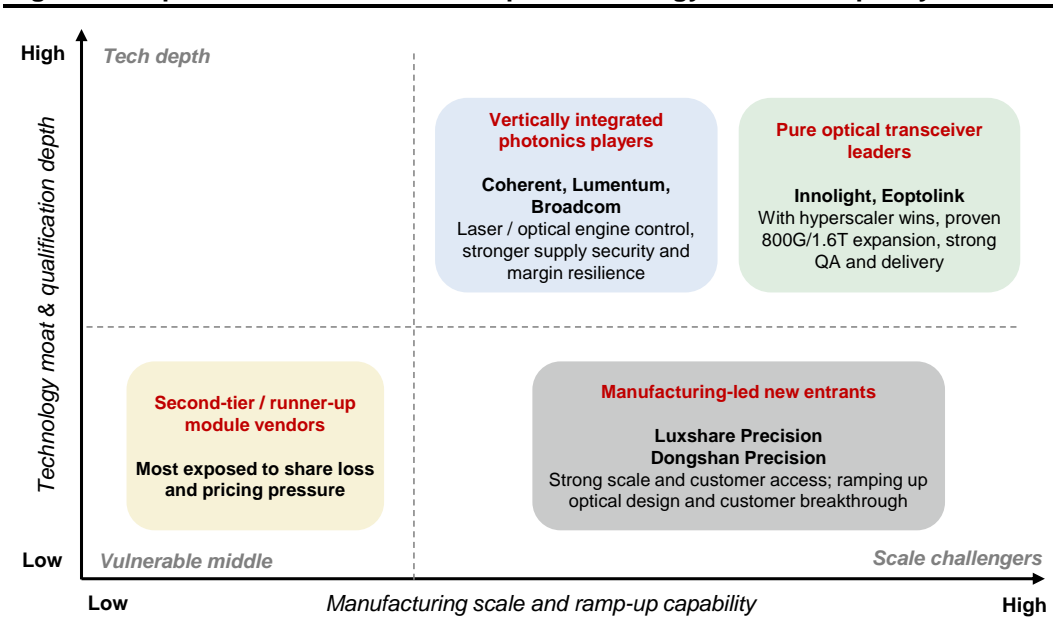 High
Tech depth
Vertically integrated
photonics players
Coherent, Lumentum,
Broadcom
Laser / optical engine control,
stronger supply security and
margin resilience
Pure optical transceiver
leaders
Innolight, Eoptolink
With hyperscaler wins, proven
800G/1.6T expansion, strong
QA and delivery
Technology moat & qualification depth
Second-tier / runner-up
module vendors
Most exposed to share loss
and pricing pressure
Manufacturing-led new entrants
Luxshare Precision
Dongshan Precision
Strong scale and customer access; ramping up
optical design and customer breakthrough
Low
Vulnerable middle
Scale challengers
Low
Manufacturing scale and ramp-up capability
High